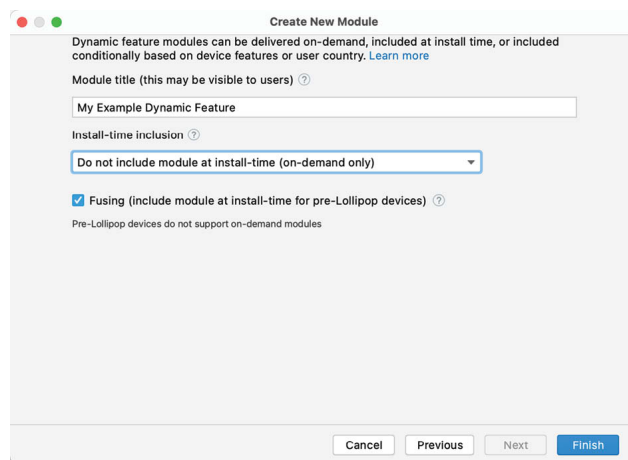 Create New Module
Dynamic feature modules can be delivered on-demand, included at install time, or included
conditionally based on device features or user country. Learn more
Module title (this may be visible to users) ?
My Example Dynamic Feature
Install-time inclusion ?
Do not include module at install-time (on-demand only)
Fusing (include module at install-time for pre-Lollipop devices) ?
Pre-Lollipop devices do not support on-demand modules
Cancel Previous Next Finish